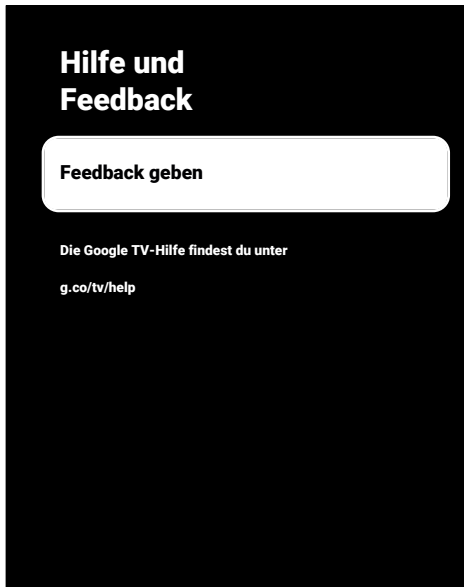 Hilfe und
Feedback
Feedback geben
Die Google TV-Hilfe findest du unter
g.co/tv/help